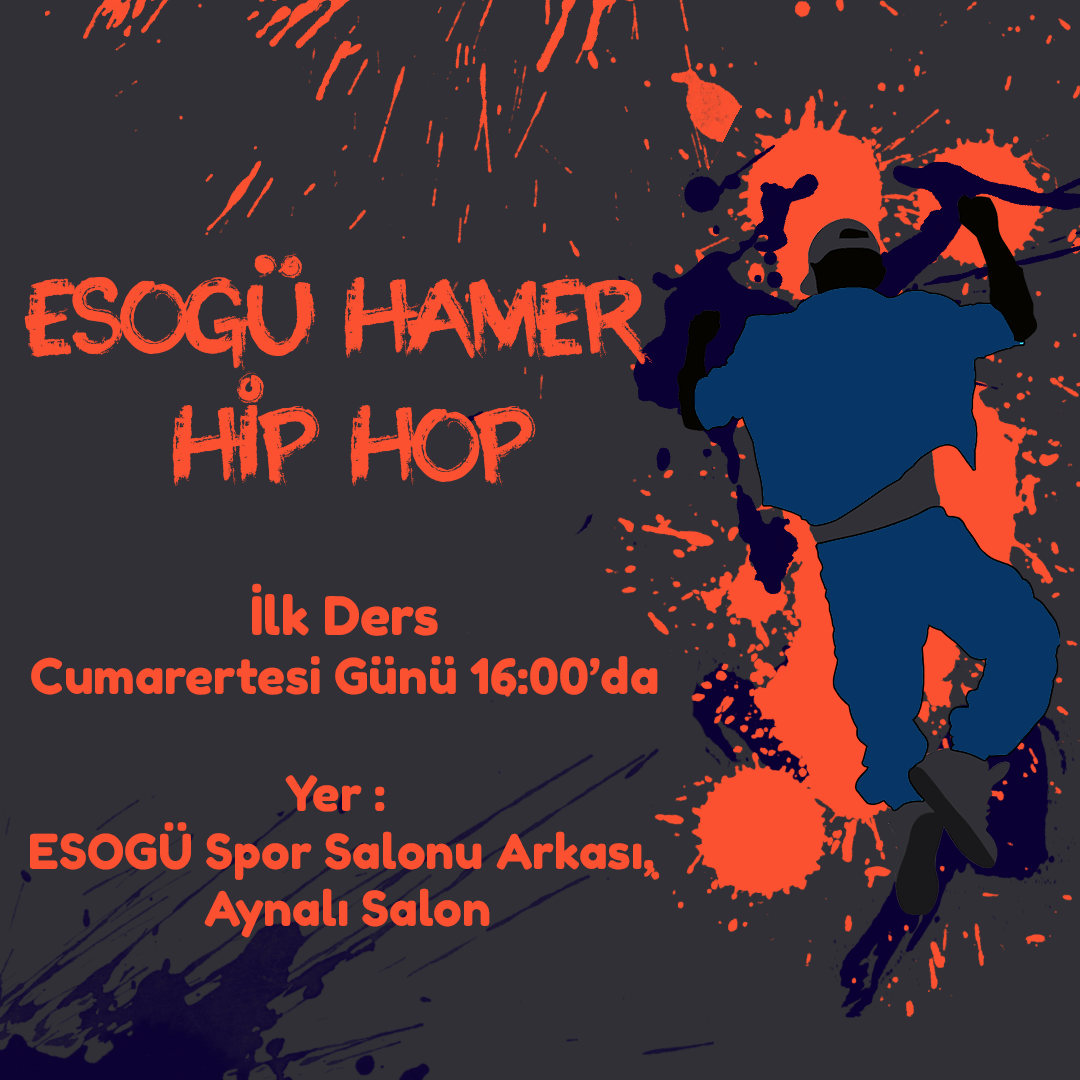 ESOGÜ HAMER
HİP HOP
İlk Ders
Cumarertesi Günü 16:00’da
Yer :
ESOGÜ Spor Salonu Arkası,
Aynalı Salon